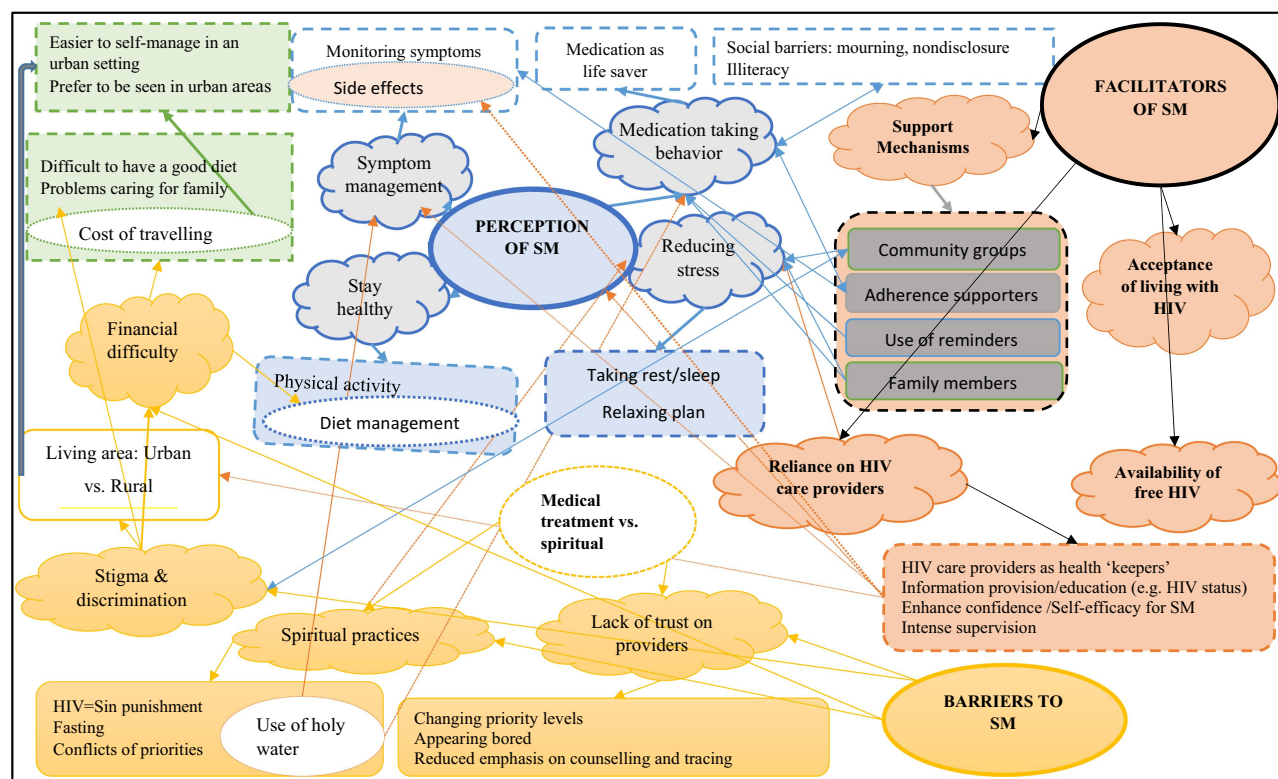 Easier to self-manage in an
urban setting
Prefer to be seen in urban areas
Monitoring symptoms
Side effects
Medication as
life saver
Social barriers: mourning, nondisclosure
Illiteracy
FACILITATORS
OF SM
Difficult to have a good diet
Problems caring for family
Cost of travelling
Symptom
management
Medication taking
behavior
Support
Mechanisms
PERCEPTION
OF SM
Reducing
stress
Community groups
Adherence supporters
Use of reminders
Family members
Acceptance
of living with
HIV
Stay
healthy
Financial
difficulty
Physical activity
Diet management
Taking rest/sleep
Relaxing plan
Living area: Urban
vs. Rural
Medical
treatment vs.
spiritual
Reliance on HIV
care providers
Availability of
free HIV
Stigma &
discrimination
Spiritual practices
Lack of trust on
providers
HIV care providers as health ‘keepers’
Information provision/education (e.g. HIV status)
Enhance confidence /Self-efficacy for SM
Intense supervision
HIV=Sin punishment
Fasting
Conflicts of priorities
Use of holy
water
Changing priority levels
Appearing bored
Reduced emphasis on counselling and tracing
BARRIERS TO
SM